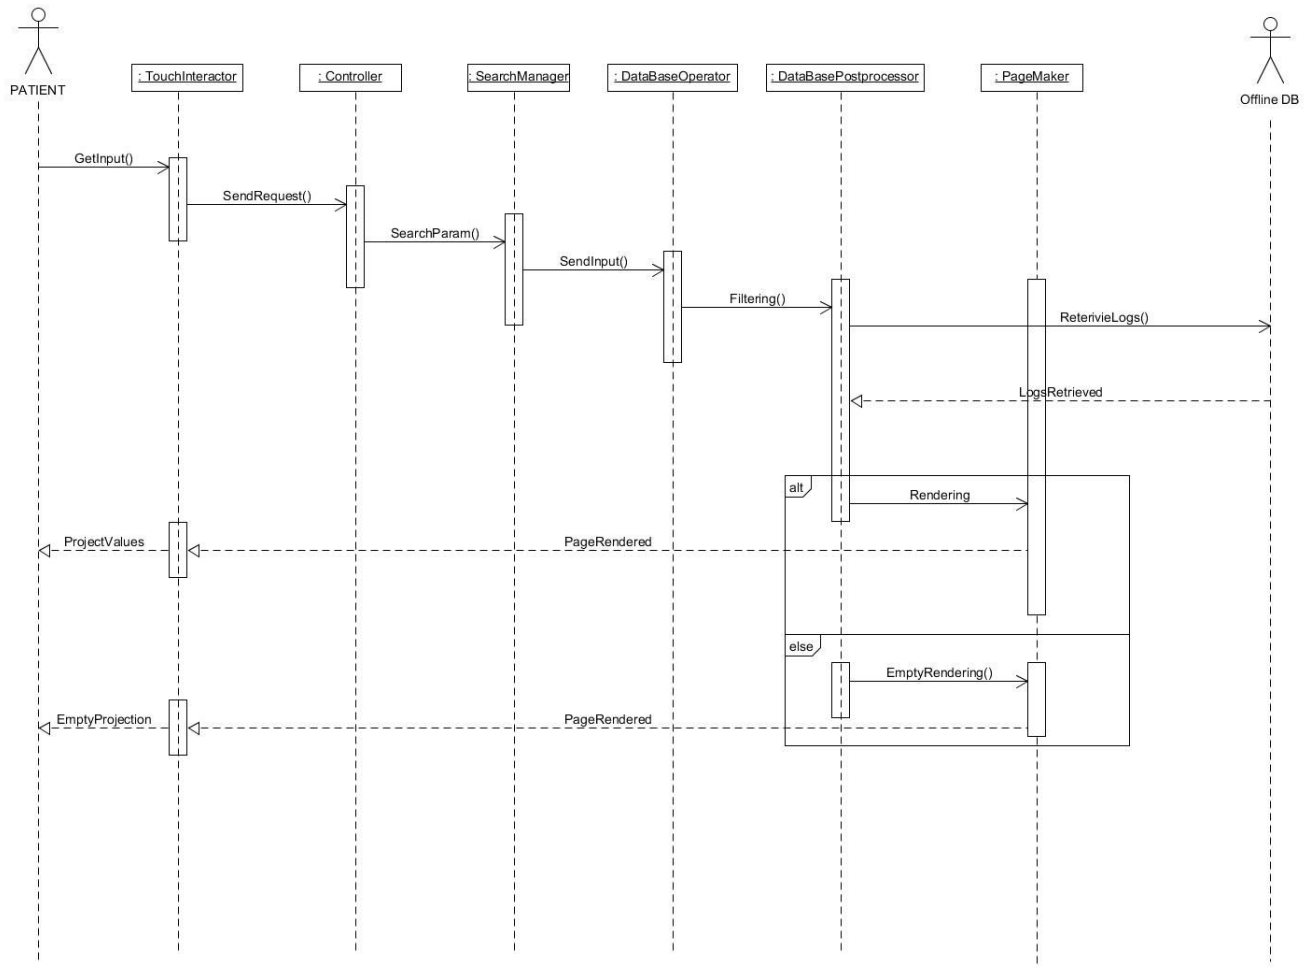 PATIENT
: TouchInteractor
: Controller
: SearchManager
: DataBaseOperator
: DataBasePostprocessor
: PageMaker
Offline DB
GetInput()
SendRequest()
SearchParam()
SendInput()
Filtering()
ReterivieLogs()
LogsRetrieved
alt
Rendering
ProjectValues
PageRendered
else
EmptyRendering()
EmptyProjection
PageRendered